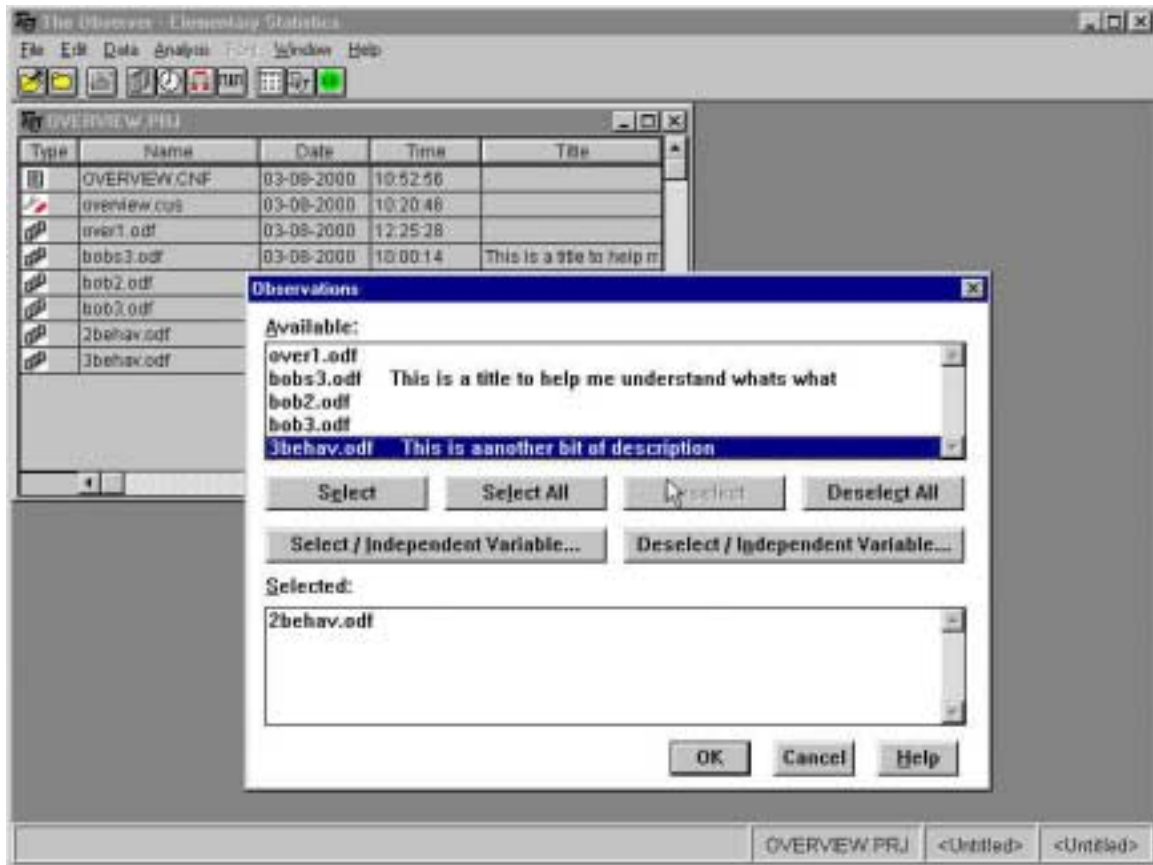 The Observer - Elementary Statistics
File Edit Data Analysis Font Window Help
OVERVIEW.PRJ
Type Name Date Time Title
OVERVIEW.CNF 03-08-2000 10:52:56
overview.cus 03-08-2000 10:20:48
over1.odf 03-08-2000 12:25:28
bobs3.odf 03-08-2000 10:00:14 This is a title to help m
bob2.odf
bob3.odf
2behav.odf
3behav.odf
Observations
Available:
over1.odf
bobs3.odf This is a title to help me understand whats what
bob2.odf
bob3.odf
3behav.odf This is aanother bit of description
Select Select All Deselect Deselect All
Select / Independent Variable... Deselect / Independent Variable...
Selected:
2behav.odf
OK Cancel Help
OVERVIEW.PRJ <Untitled> <Untitled>